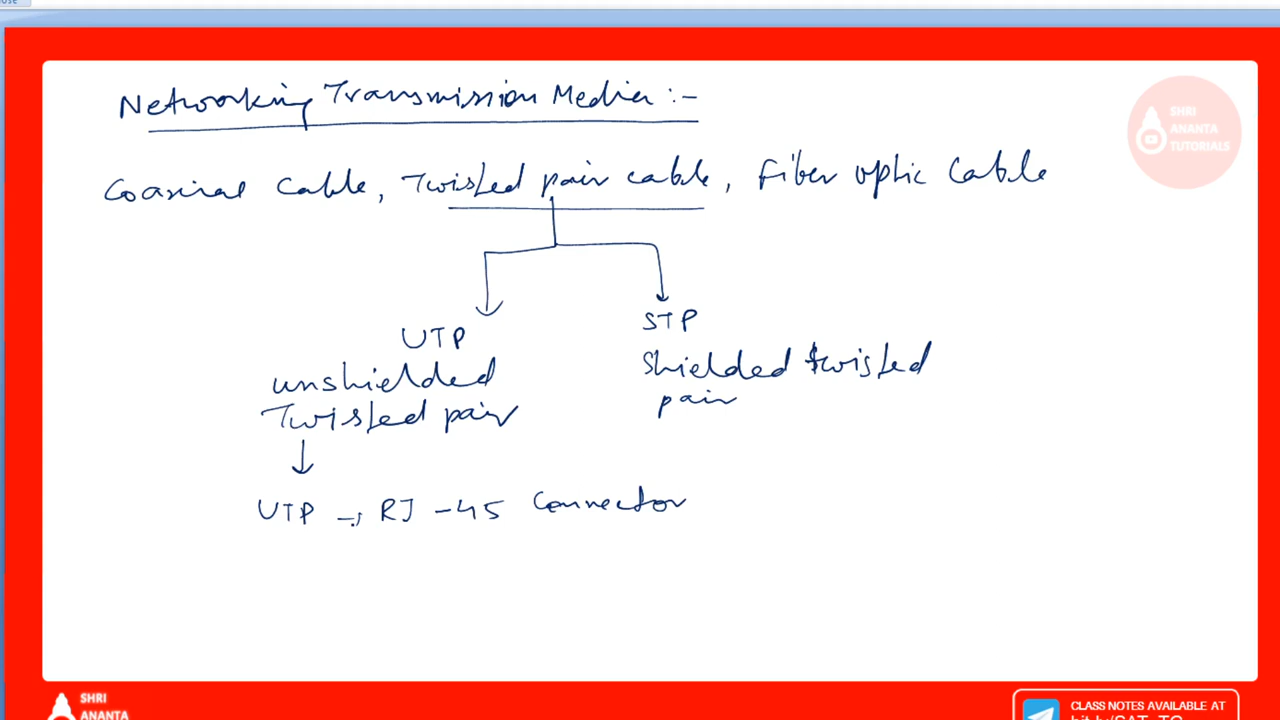 Networking Transmission Media :-
SHRI
ANANTA
TUTORIALS
Coaxial Cable, Twisted pair cable, Fiber optic Cable
UTP
STP
unshielded
Twisted pair
Shielded twisted
pair
UTP → RJ-45 Connector
SHRI
ANANTA
CLASS NOTES AVAILABLE AT